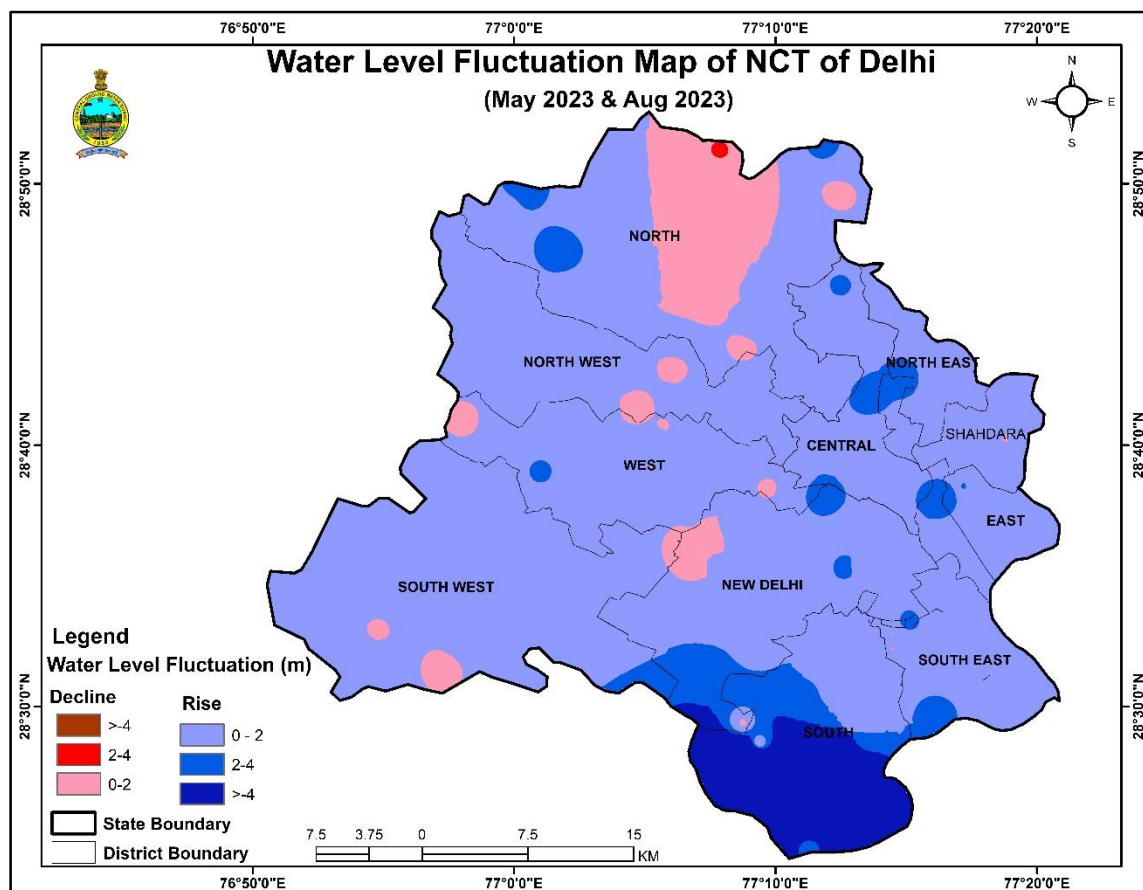 76°50'0"E 77°0'0"E 77°10'0"E 77°20'0"E
Water Level Fluctuation Map of NCT of Delhi
(May 2023 & Aug 2023)
N
W E
S
28°50'0"N 28°50'0"N
NORTH
NORTH WEST
NORTH EAST
SHAHDARA
28°40'0"N 28°40'0"N
CENTRAL
WEST
EAST
SOUTH WEST
NEW DELHI
SOUTH EAST
28°30'0"N 28°30'0"N
SOUTH
Legend
Water Level Fluctuation (m)
Decline
>-4
2-4
0-2
Rise
0 - 2
2-4
>-4
State Boundary
District Boundary
7.5 3.75 0 7.5 15
KM
76°50'0"E 77°0'0"E 77°10'0"E 77°20'0"E